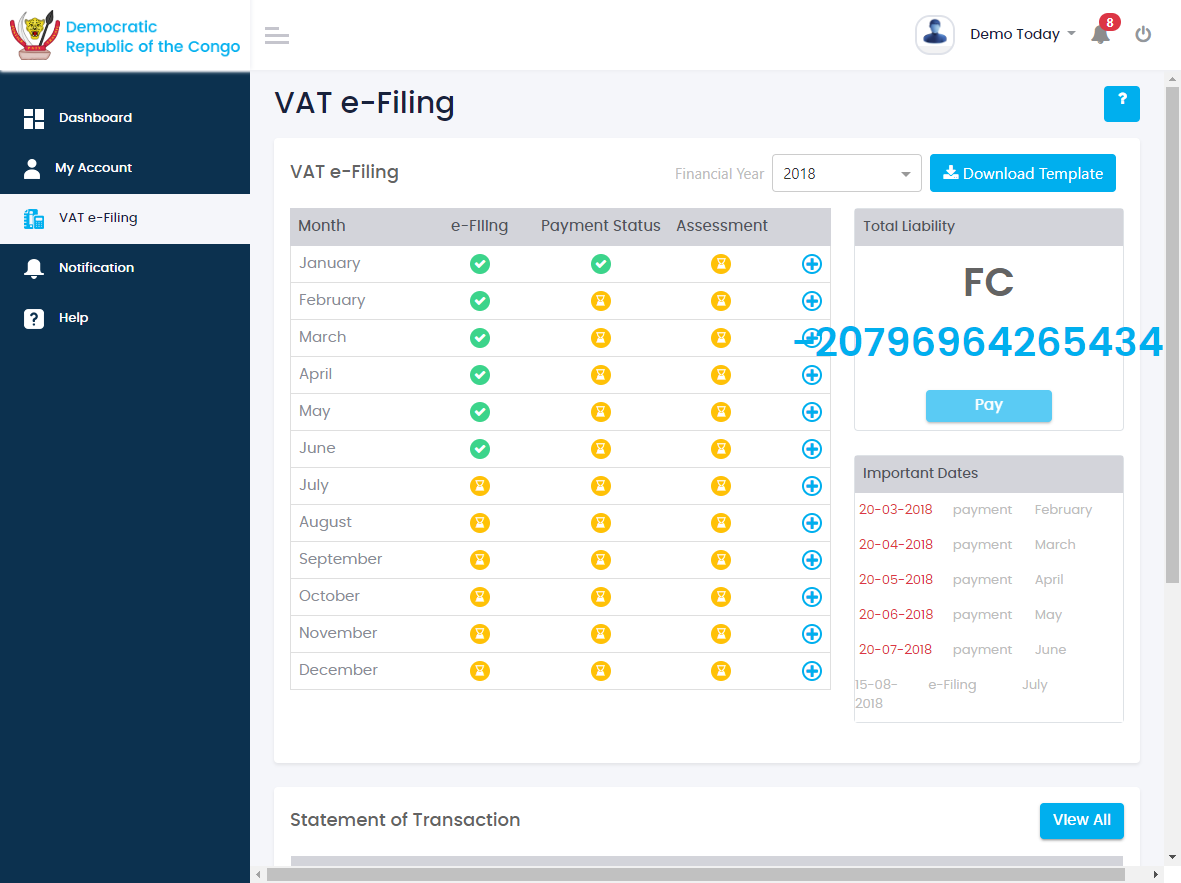 Democratic
Republic of the Congo
Demo Today
8
Dashboard
My Account
VAT e-Filing
Notification
Help
VAT e-Filing
?
VAT e-Filing
Financial Year
2018
Download Template
Month e-Filing Payment Status Assessment
January
February
March
April
May
June
July
August
September
October
November
December
Total Liability
FC
-20796964265434
Pay
Important Dates
20-03-2018 payment February
20-04-2018 payment March
20-05-2018 payment April
20-06-2018 payment May
20-07-2018 payment June
15-08-2018 e-Filing July
Statement of Transaction
View All